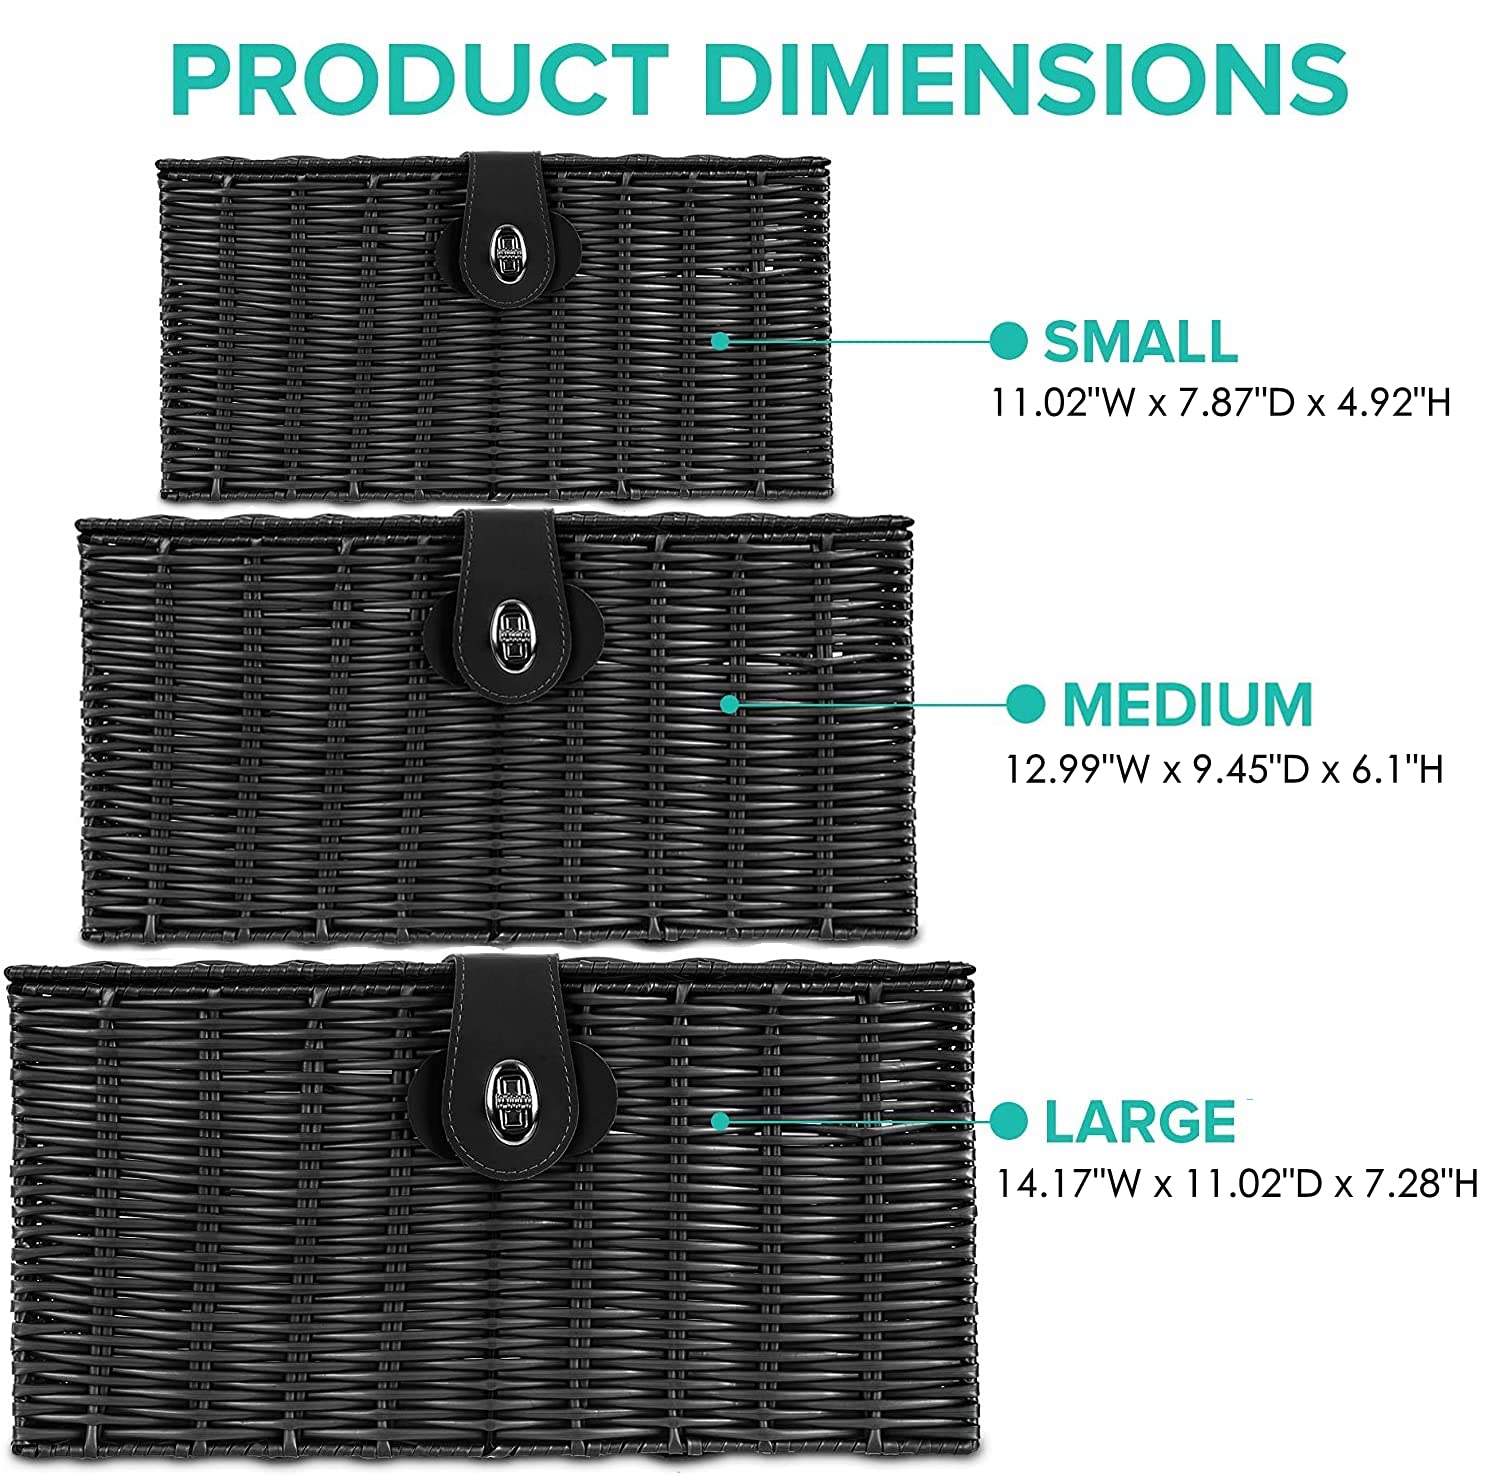 PRODUCT DIMENSIONS
SMALL
11.02"W x 7.87"D x 4.92"H
MEDIUM
12.99"W x 9.45"D x 6.1"H
LARGE
14.17"W x 11.02"D x 7.28"H